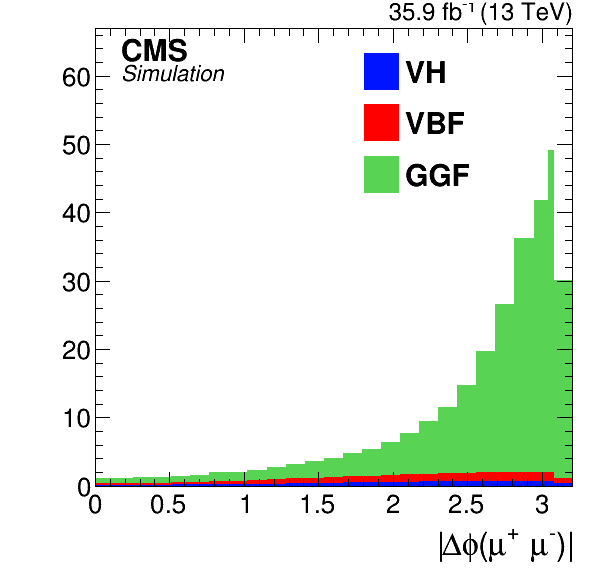 35.9 fb⁻¹ (13 TeV)
CMS
Simulation
VH
VBF
GGF
60
50
40
30
20
10
0
0 0.5 1 1.5 2 2.5 3
|Δϕ(μ⁺ μ⁻)|